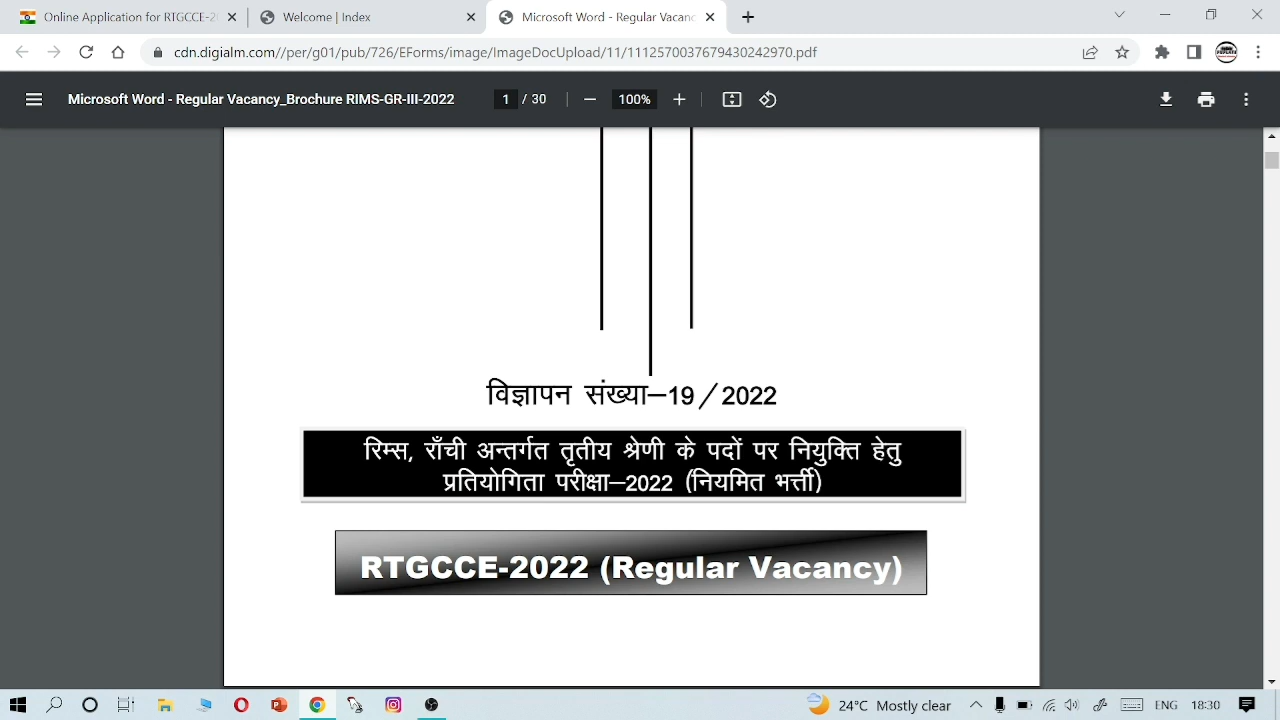 Online Application for RTGCCE-2
Welcome | Index
Microsoft Word - Regular Vacanc
cdn.digialm.com//per/g01/pub/726/EForms/image/ImageDocUpload/11/1112570037679430242970.pdf
Microsoft Word - Regular Vacancy_Brochure RIMS-GR-III-2022
1 / 30
100%
विज्ञापन संख्या–19/2022
रिम्स, राँची अन्तर्गत तृतीय श्रेणी के पदों पर नियुक्ति हेतु
प्रतियोगिता परीक्षा–2022 (नियमित भर्त्ती)
RTGCCE-2022 (Regular Vacancy)
24°C Mostly clear
ENG
18:30